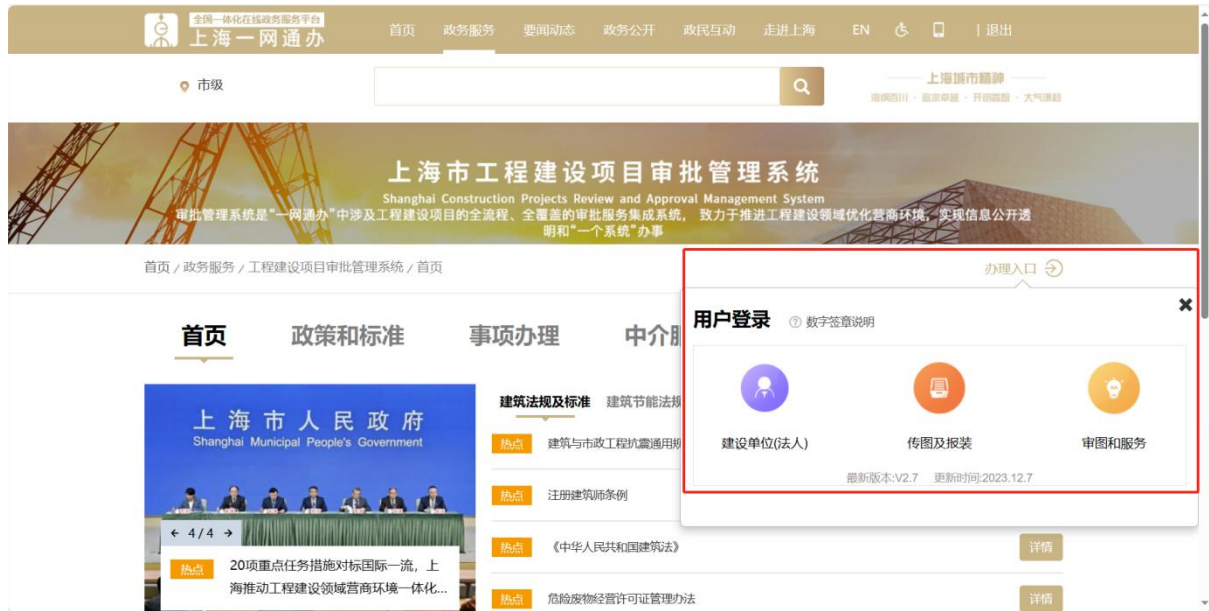 全国一体化在线政务服务平台
上海一网通办
首页 政务服务 要闻动态 政务公开 政民互动 走进上海 EN | 退出
市级
上海城市精神
海纳百川 · 追求卓越 · 开明睿智 · 大气谦和
上海市工程建设项目审批管理系统
Shanghai Construction Projects Review and Approval Management System
审批管理系统是“一网通办”中涉及工程建设项目的全流程、全覆盖的审批服务集成系统， 致力于推进工程建设领域优化营商环境，实现信息公开透
明和“一个系统”办事
首页 / 政务服务 / 工程建设项目审批管理系统 / 首页
办理入口
用户登录 ? 数字签章说明
建设单位(法人) 传图及报装 审图和服务
最新版本:V2.7 更新时间:2023.12.7
首页 政策和标准 事项办理 中介服
上海市人民政府
Shanghai Municipal People's Government
← 4/4 →
热点 20项重点任务措施对标国际一流，上
海推动工程建设领域营商环境一体化...
建筑法规及标准 建筑节能法规
热点 建筑与市政工程抗震通用规
热点 注册建筑师条例
热点 《中华人民共和国建筑法》 详情
热点 危险废物经营许可证管理办法 详情